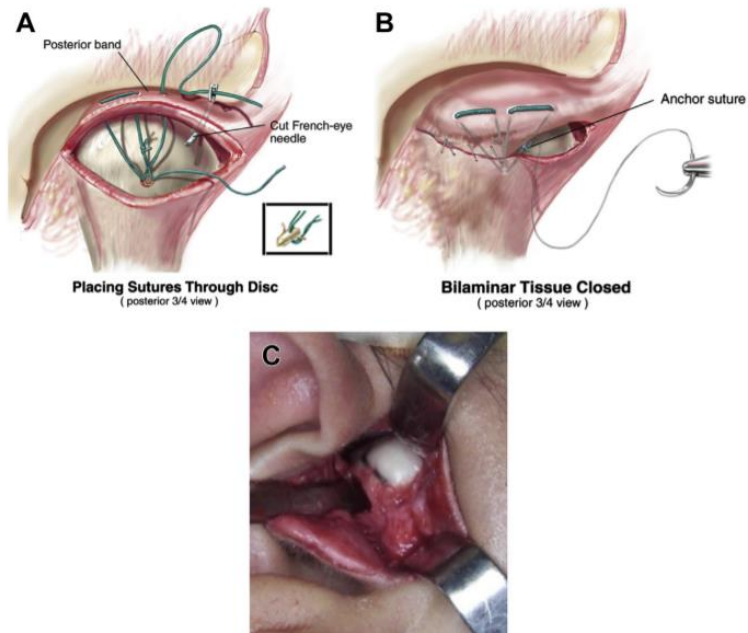 A
Posterior band
Cut French-eye
needle
Placing Sutures Through Disc
( posterior 3/4 view )
B
Anchor suture
Bilaminar Tissue Closed
( posterior 3/4 view )
C